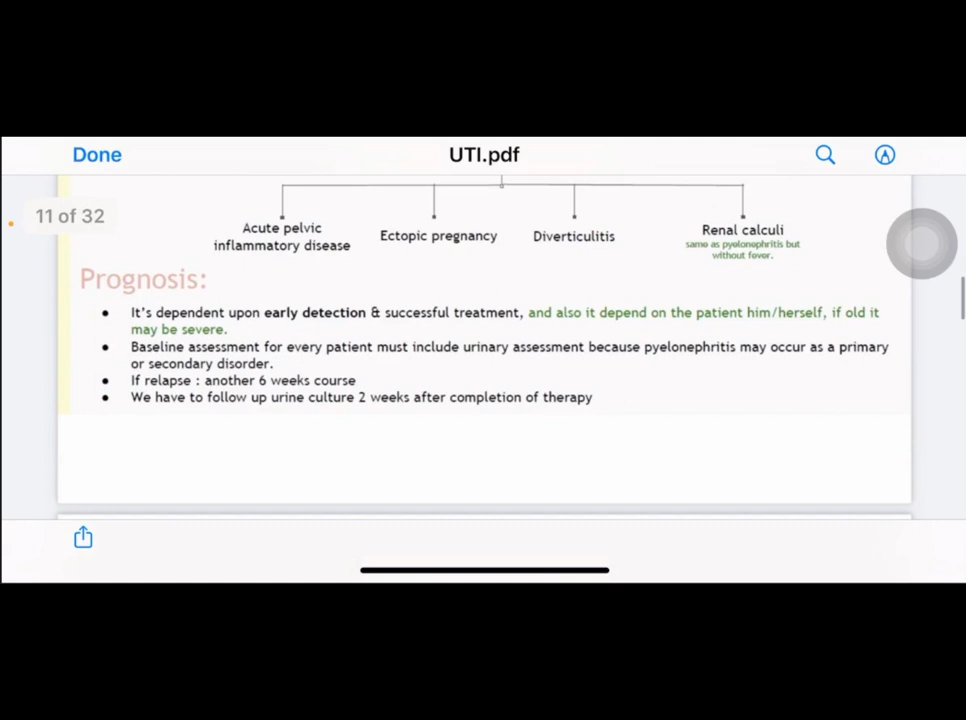 Done
UTI.pdf
11 of 32
Acute pelvic
inflammatory disease
Ectopic pregnancy
Diverticulitis
Renal calculi
same as pyelonephritis but
without fever.
Prognosis:
• It's dependent upon early detection & successful treatment, and also it depend on the patient him/herself, if old it
may be severe.
• Baseline assessment for every patient must include urinary assessment because pyelonephritis may occur as a primary
or secondary disorder.
• If relapse : another 6 weeks course
• We have to follow up urine culture 2 weeks after completion of therapy